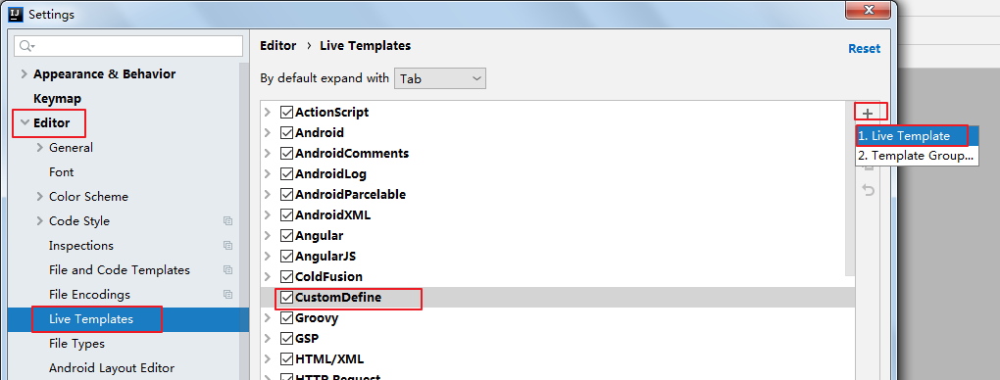 IJ Settings
Editor › Live Templates
Reset
By default expand with Tab
Appearance & Behavior
Keymap
Editor
General
Font
Color Scheme
Code Style
Inspections
File and Code Templates
File Encodings
Live Templates
File Types
Android Layout Editor
ActionScript
Android
AndroidComments
AndroidLog
AndroidParcelable
AndroidXML
Angular
AngularJS
ColdFusion
CustomDefine
Groovy
GSP
HTML/XML
HTTP Request
1. Live Template
2. Template Group...